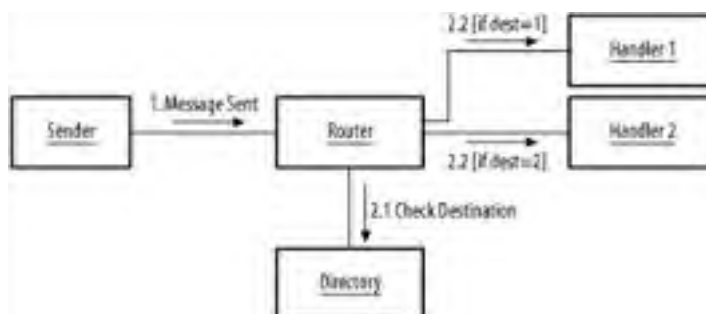 2.2 [if dest=1]
Handler 1
1.Message Sent
Sender
Router
Handler 2
2.2 [if dest=2]
2.1 Check Destination
Directory